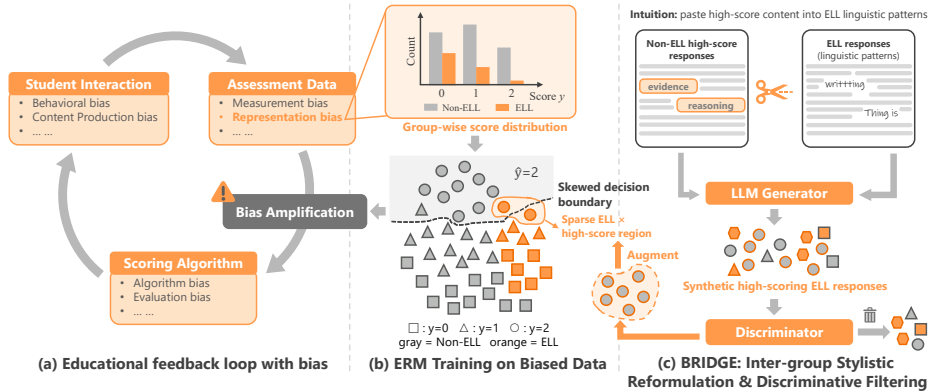 Student Interaction
• Behavioral bias
• Content Production bias
• ... ...
Assessment Data
• Measurement bias
• Representation bias
• ... ...
Bias Amplification
Scoring Algorithm
• Algorithm bias
• Evaluation bias
• ... ...
(a) Educational feedback loop with bias
Count
0 1 2
Score y
Non-ELL ELL
Group-wise score distribution
ŷ=2
Skewed decision
boundary
Sparse ELL ×
high-score region
Augment
□ : y=0 △ : y=1 ○ : y=2
gray = Non-ELL orange = ELL
(b) ERM Training on Biased Data
Intuition: paste high-score content into ELL linguistic patterns
Non-ELL high-score
responses
evidence
reasoning
ELL responses
(linguistic patterns)
writtting
Thing is
LLM Generator
Synthetic high-scoring ELL responses
Discriminator
(c) BRIDGE: Inter-group Stylistic
Reformulation & Discriminative Filtering